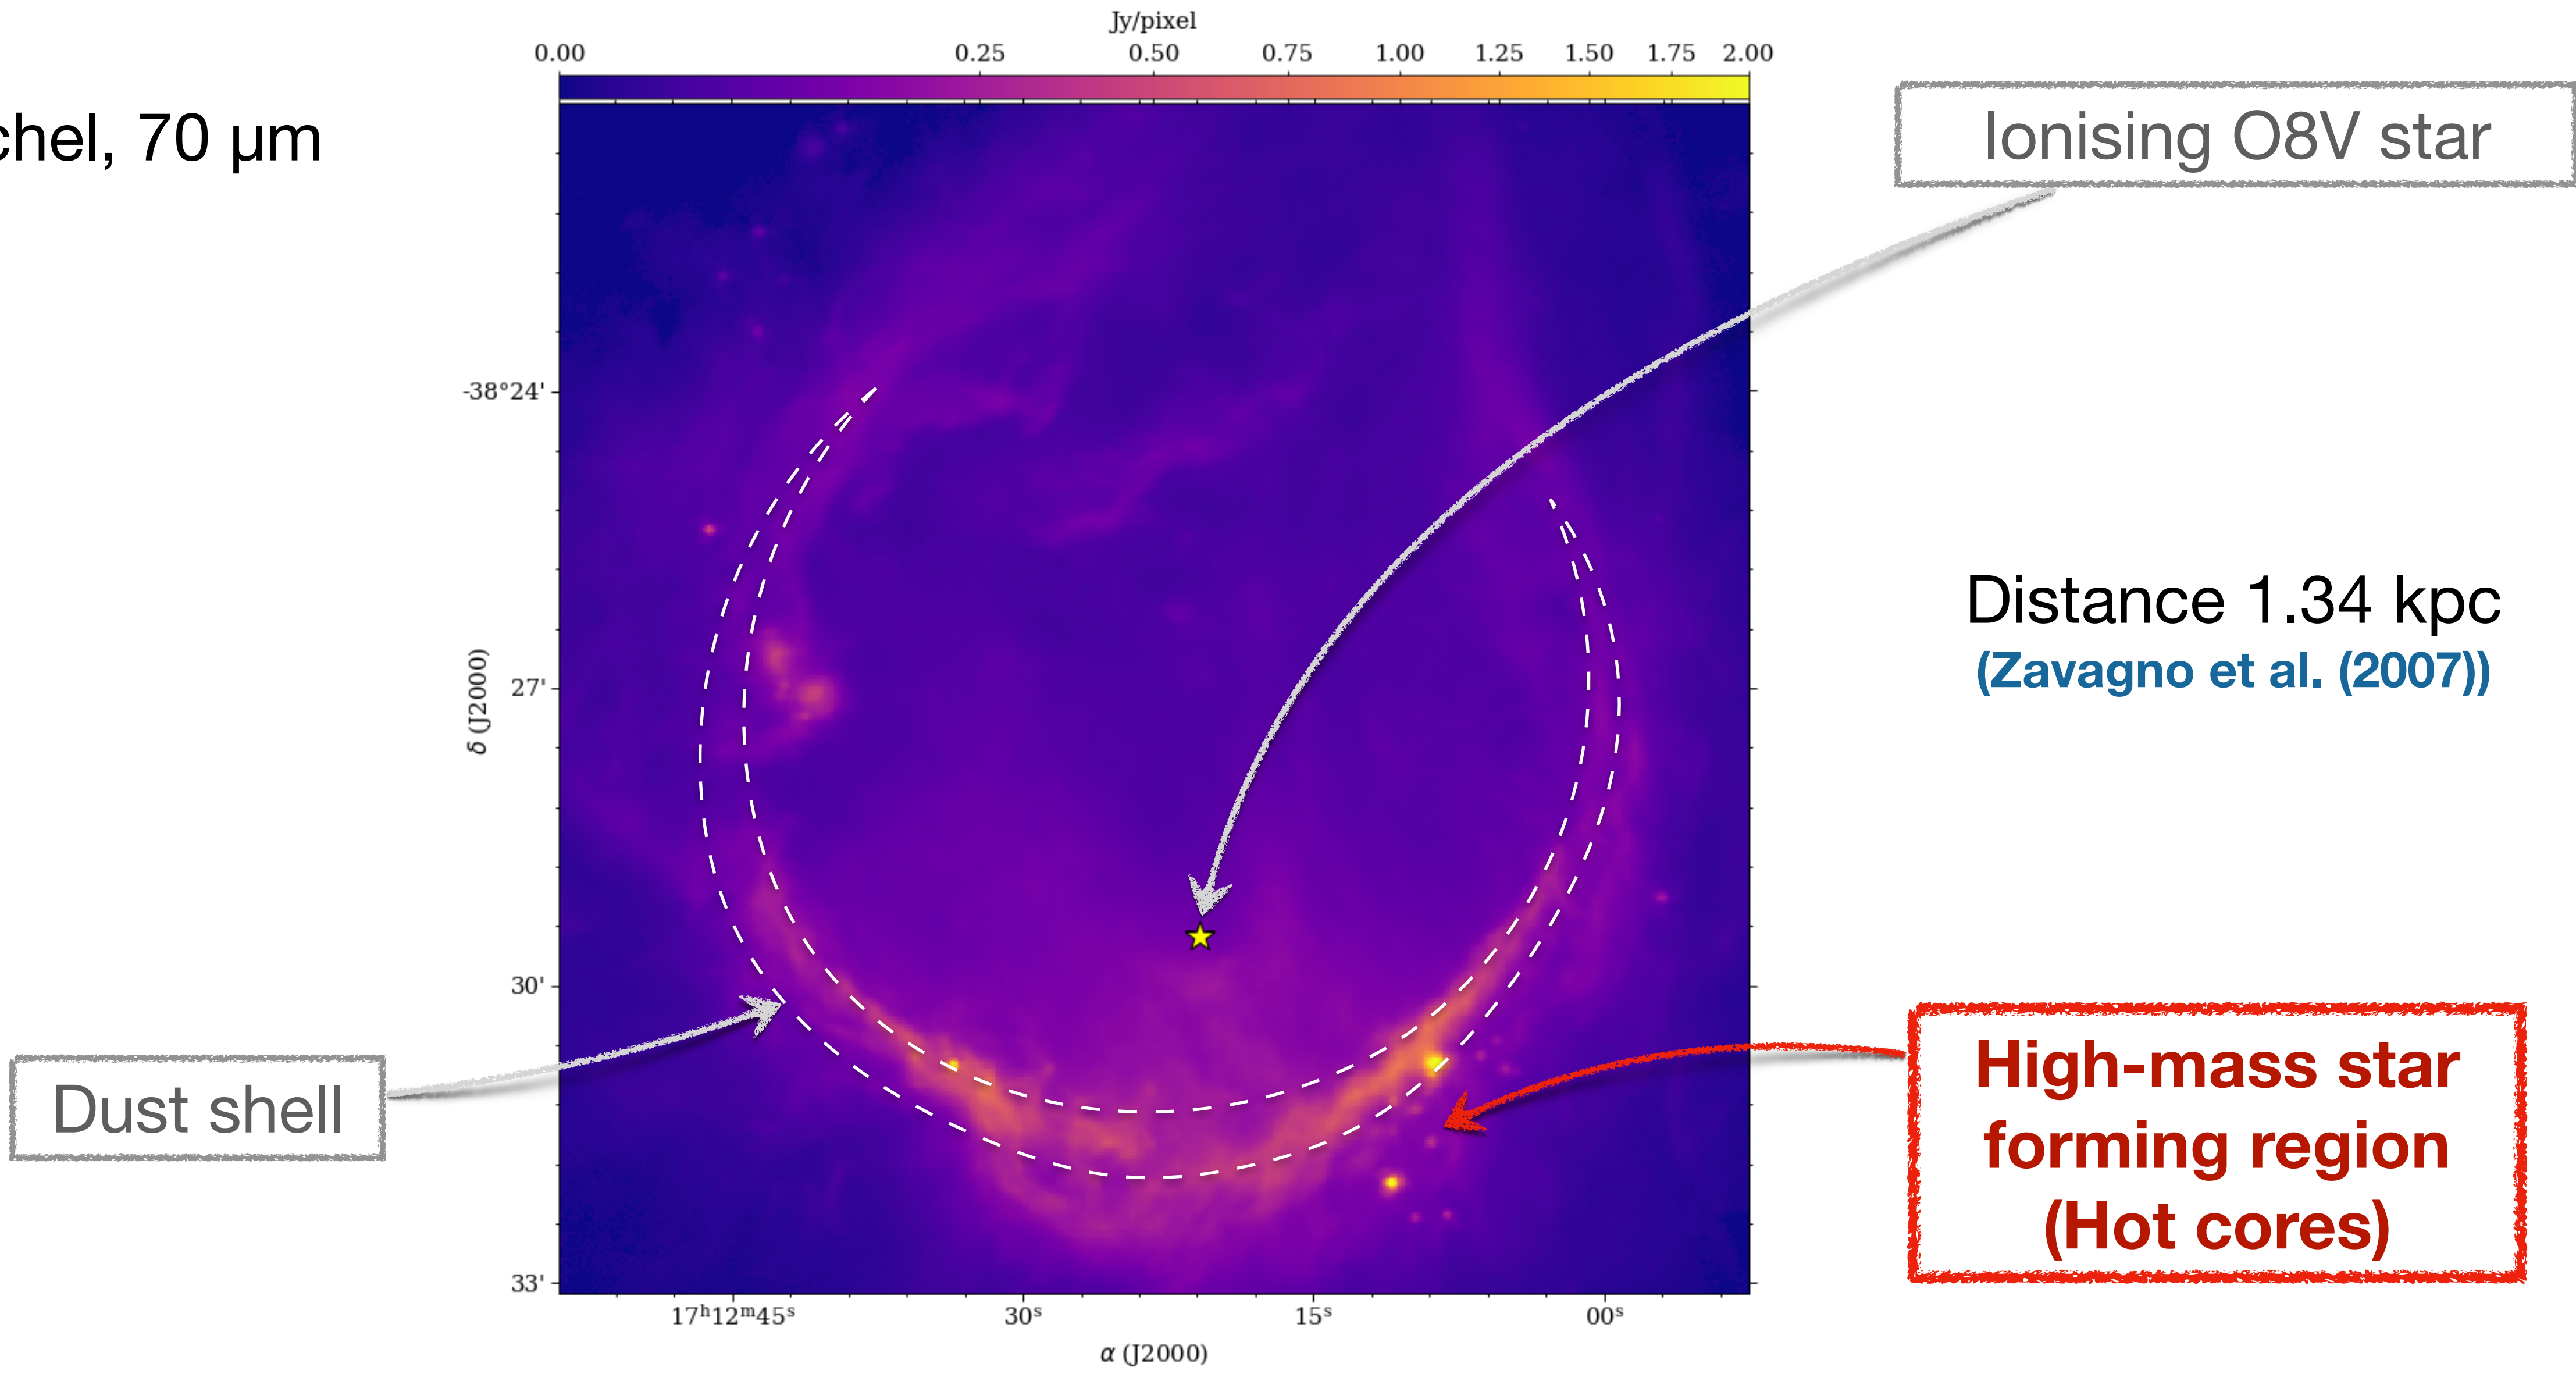 Jy/pixel
0.00 0.25 0.50 0.75 1.00 1.25 1.50 1.75 2.00
chel, 70 µm
Ionising O8V star
-38°24'
27'
30'
33'
δ (J2000)
Distance 1.34 kpc
(Zavagno et al. (2007))
Dust shell
High-mass star
forming region
(Hot cores)
17ʰ12ᵐ45ˢ 30ˢ 15ˢ 00ˢ
α (J2000)